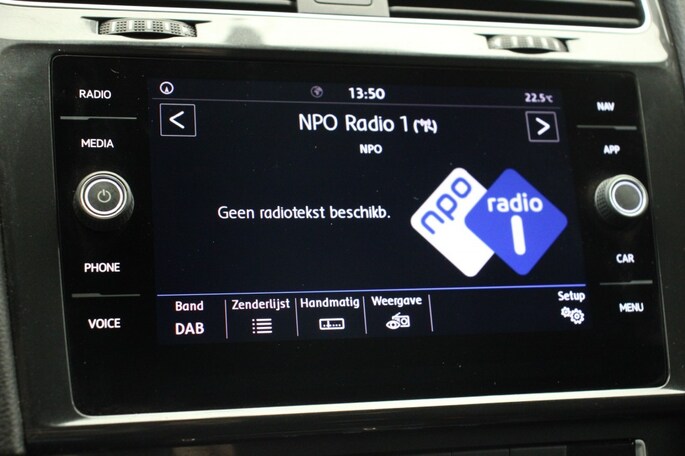 RADIO
MEDIA
PHONE
VOICE
13:50
22.5°C
NPO Radio 1
NPO
Geen radiotekst beschikb.
npo
radio
1
Band
DAB
Zenderlijst
Handmatig
Weergave
Setup
NAV
APP
CAR
MENU